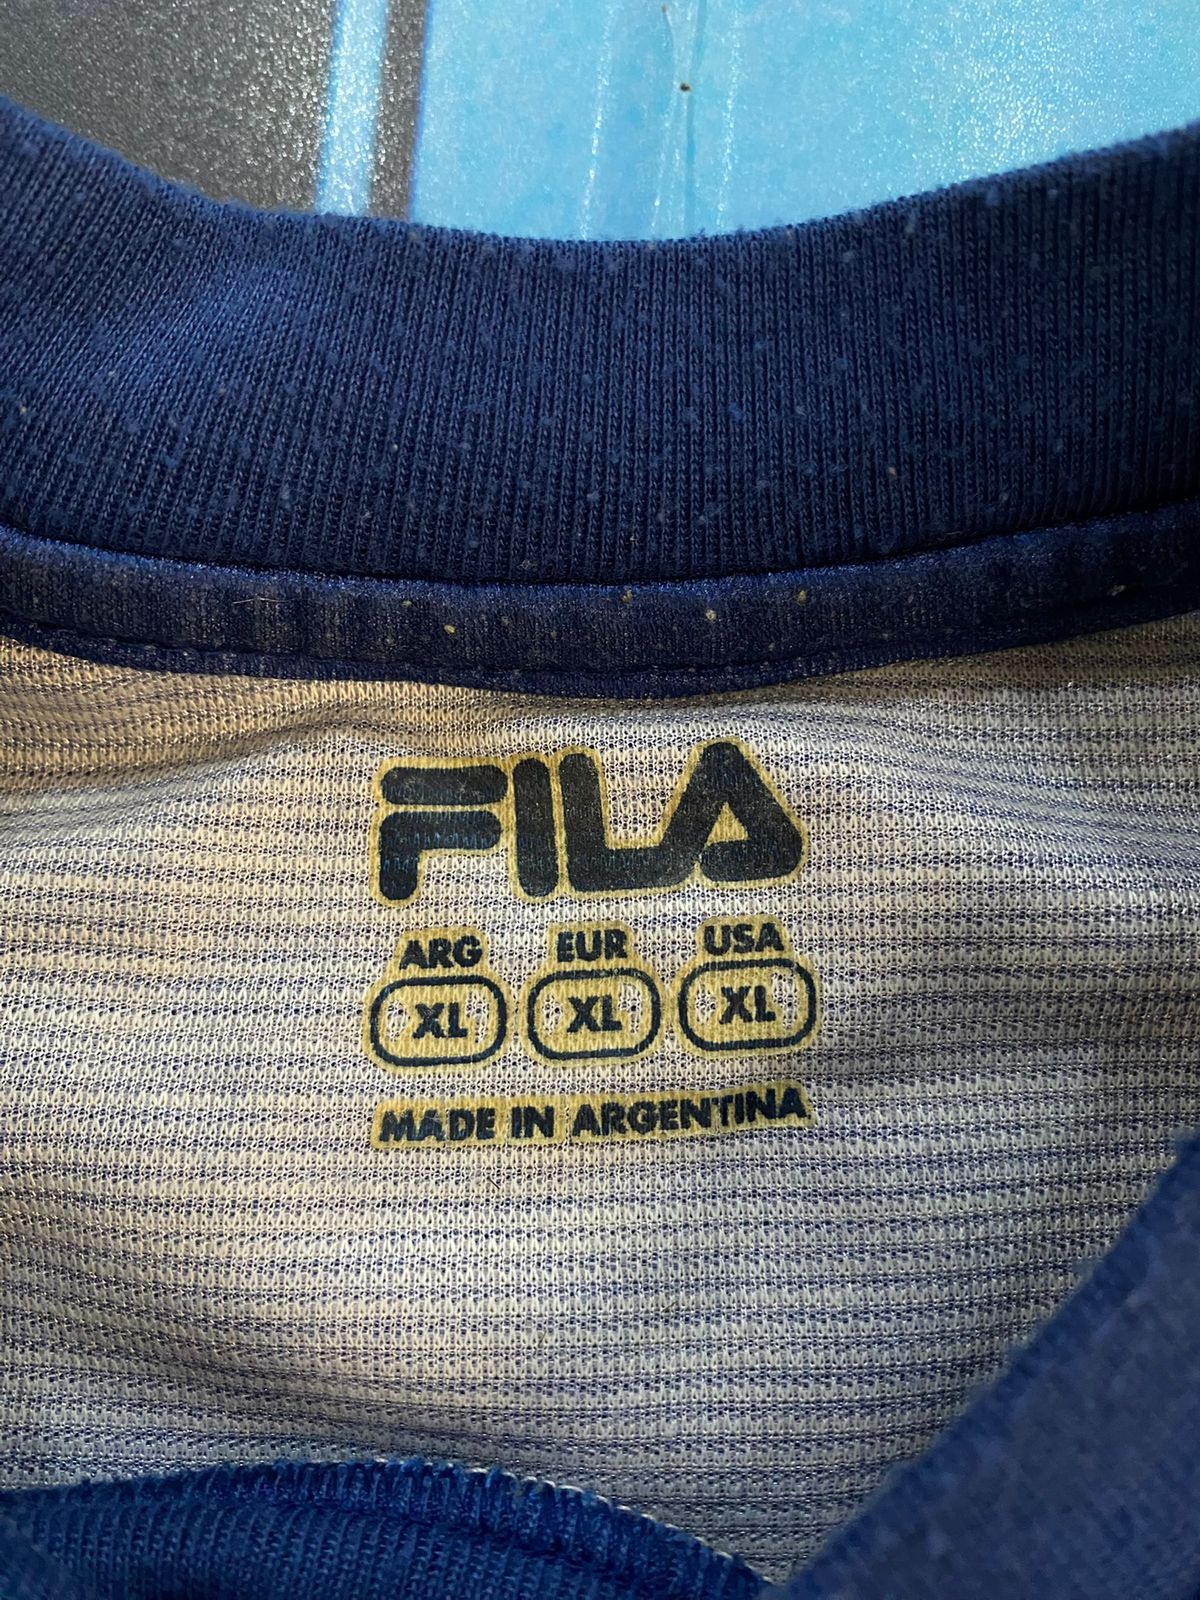 FILA
ARG EUR USA
XL XL XL
MADE IN ARGENTINA